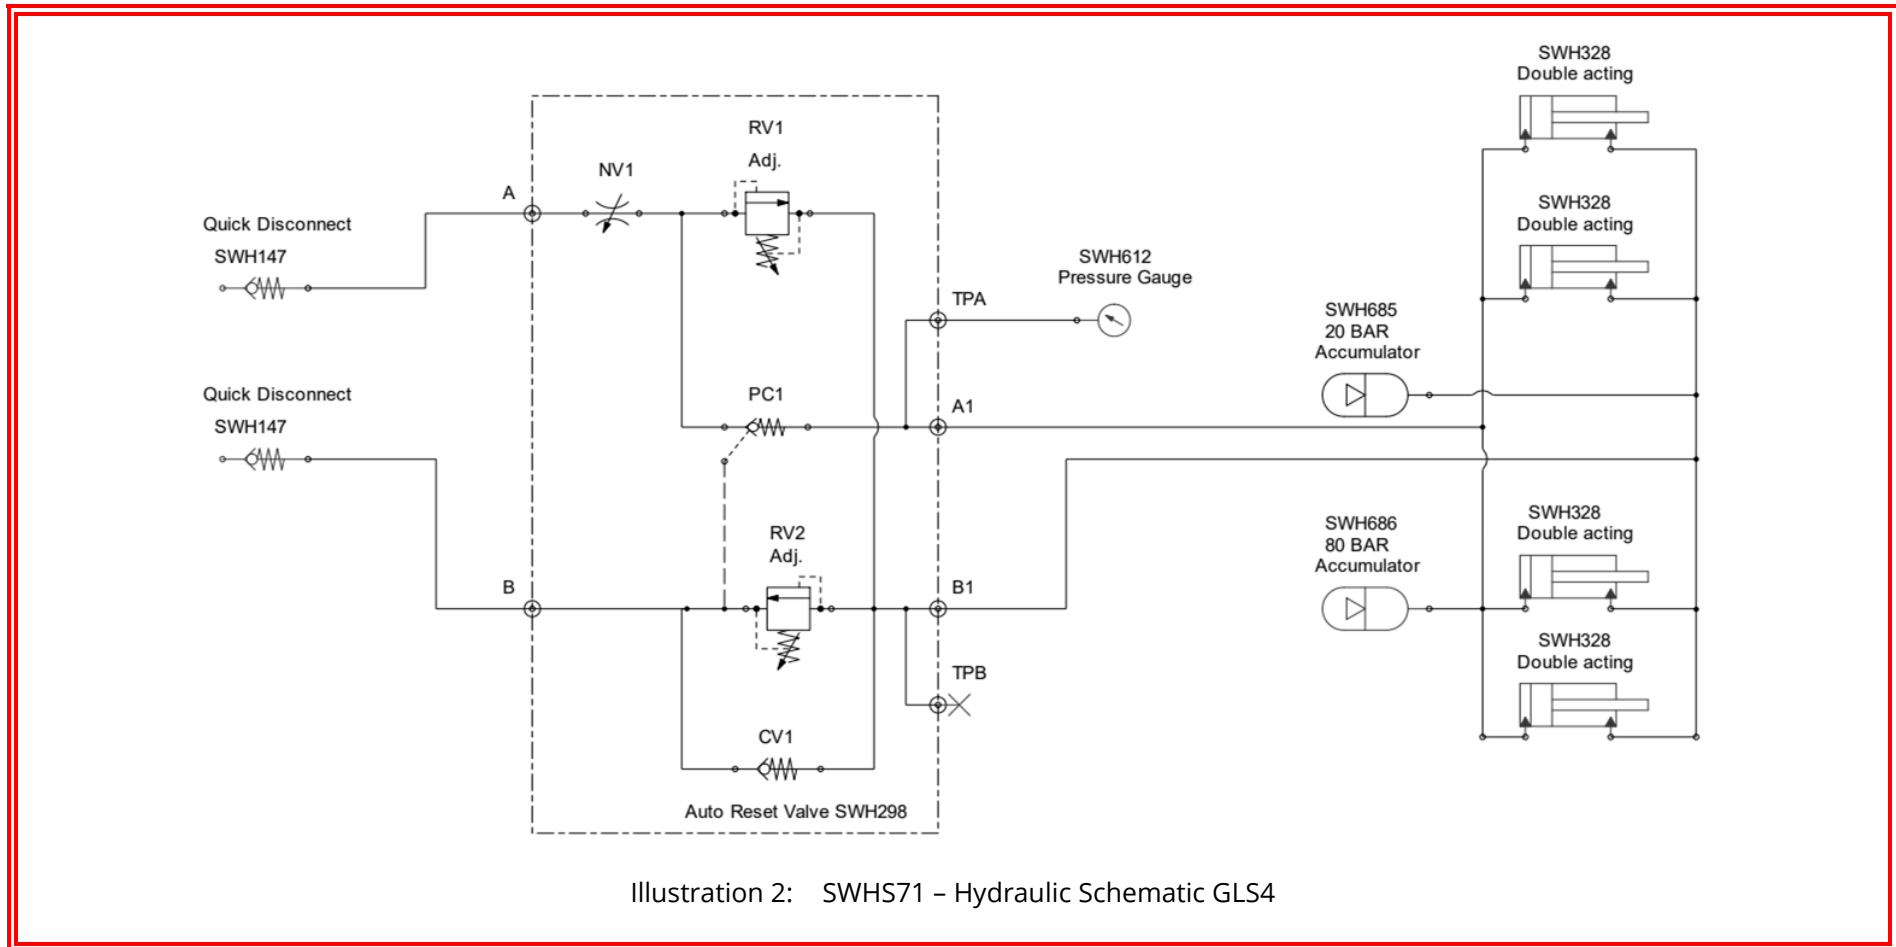 SWH328
Double acting
RV1
Adj.
NV1
A
SWH328
Double acting
Quick Disconnect
SWH147
SWH612
Pressure Gauge
TPA
SWH685
20 BAR
Accumulator
Quick Disconnect
SWH147
PC1
A1
SWH328
Double acting
SWH686
80 BAR
Accumulator
RV2
Adj.
B
B1
SWH328
Double acting
TPB
CV1
Auto Reset Valve SWH298
Illustration 2: SWHS71 – Hydraulic Schematic GLS4